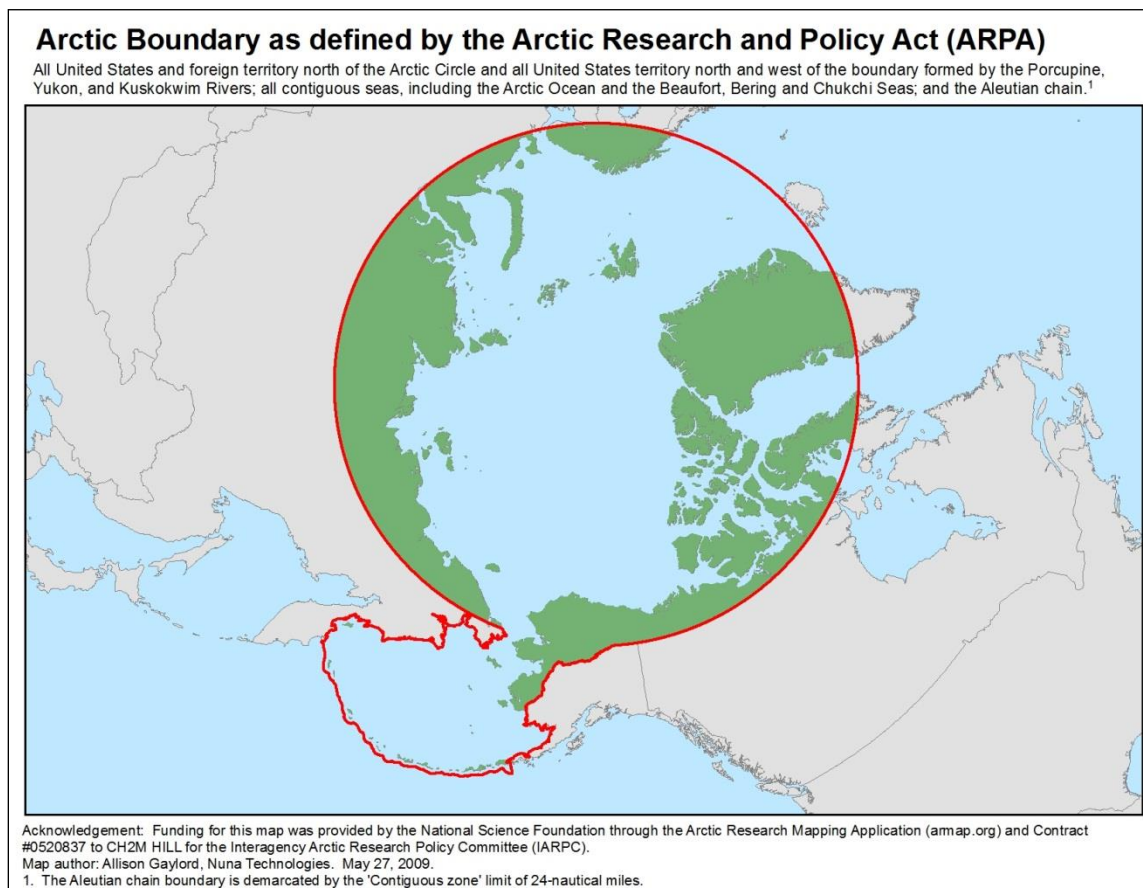 Arctic Boundary as defined by the Arctic Research and Policy Act (ARPA)
All United States and foreign territory north of the Arctic Circle and all United States territory north and west of the boundary formed by the Porcupine,
Yukon, and Kuskokwim Rivers; all contiguous seas, including the Arctic Ocean and the Beaufort, Bering and Chukchi Seas; and the Aleutian chain.¹
Acknowledgement: Funding for this map was provided by the National Science Foundation through the Arctic Research Mapping Application (armap.org) and Contract
#0520837 to CH2M HILL for the Interagency Arctic Research Policy Committee (IARPC).
Map author: Allison Gaylord, Nuna Technologies. May 27, 2009.
1. The Aleutian chain boundary is demarcated by the 'Contiguous zone' limit of 24-nautical miles.